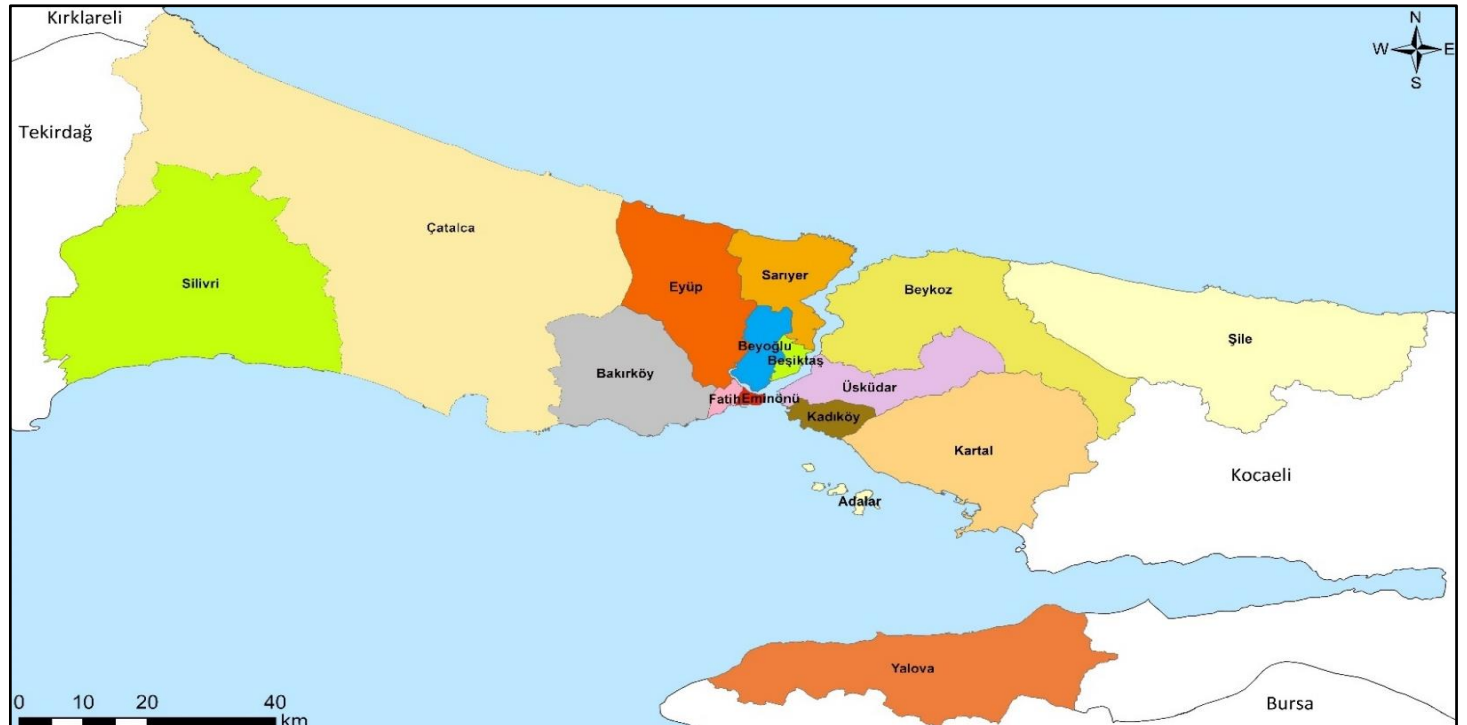 Kırklareli
N
W E
S
Tekirdağ
Çatalca
Silivri
Eyüp
Sarıyer
Beykoz
Şile
Beyoğlu
Beşiktaş
Bakırköy
Üsküdar
Fatih
Eminönü
Kadıköy
Kartal
Kocaeli
Adalar
Yalova
Bursa
0 10 20 40
km